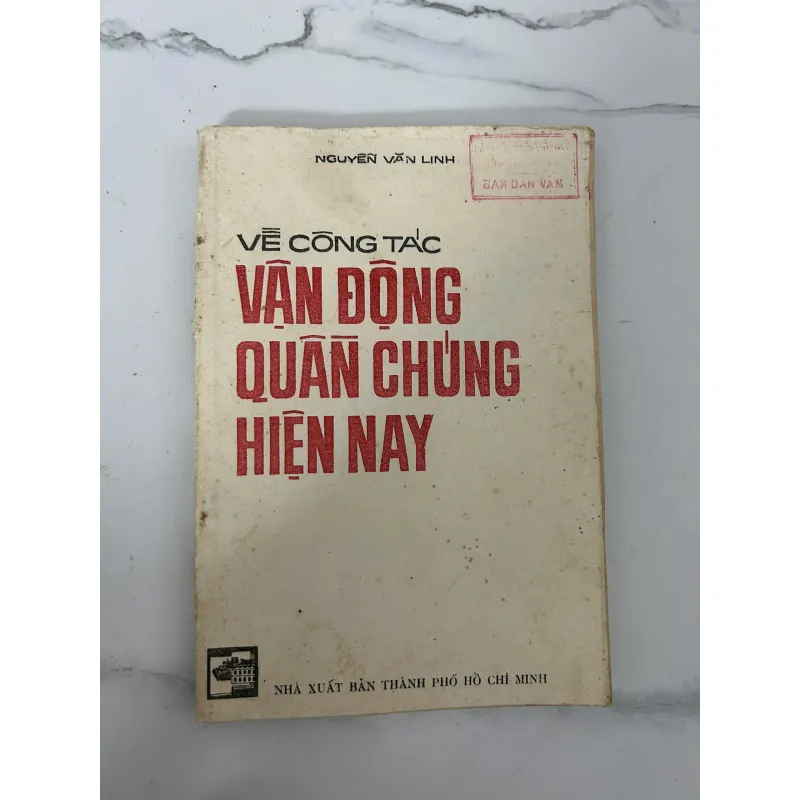 NGUYỄN VĂN LINH
BAN DÂN VẬN
VỀ CÔNG TÁC
VẬN ĐỘNG
QUẦN CHÚNG
HIỆN NAY
NHÀ XUẤT BẢN THÀNH PHỐ HỒ CHÍ MINH